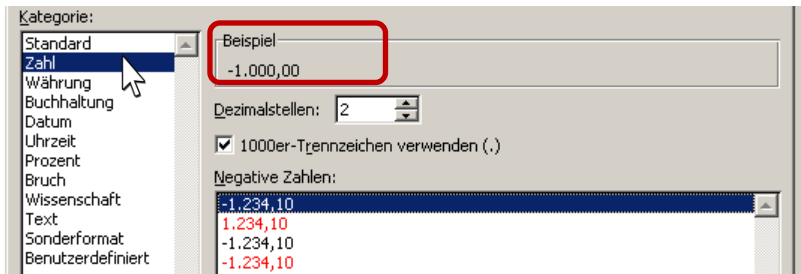 Kategorie:
Standard
Zahl
Währung
Buchhaltung
Datum
Uhrzeit
Prozent
Bruch
Wissenschaft
Text
Sonderformat
Benutzerdefiniert
Beispiel
-1.000,00
Dezimalstellen: 2
1000er-Trennzeichen verwenden (.)
Negative Zahlen:
-1.234,10
1.234,10
-1.234,10
-1.234,10